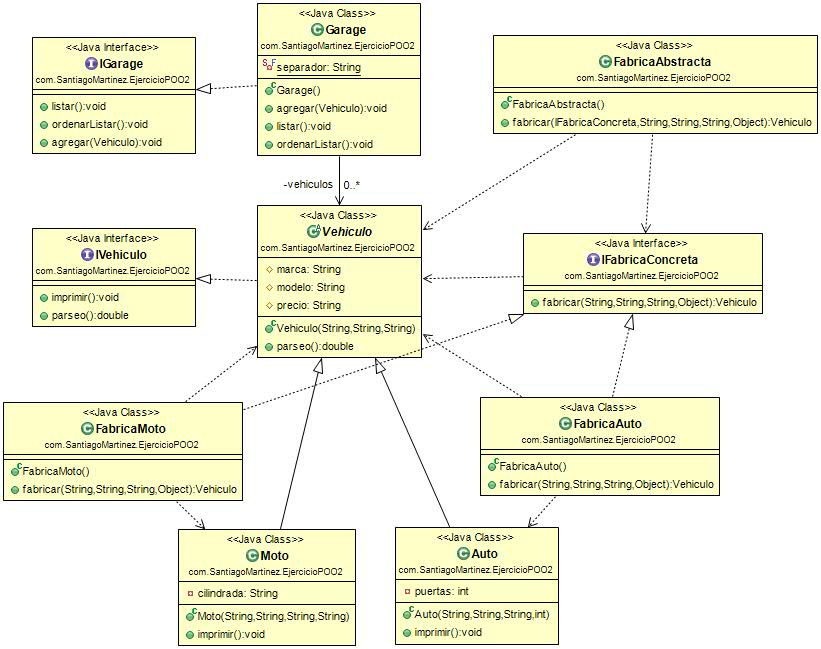 <<Java Class>>
Garage
com.SantiagoMartinez.EjercicioPOO2
separador: String
Garage()
agregar(Vehiculo):void
listar():void
ordenarListar():void
<<Java Interface>>
IGarage
com.SantiagoMartinez.EjercicioPOO2
listar():void
ordenarListar():void
agregar(Vehiculo):void
<<Java Class>>
FabricaAbstracta
com.SantiagoMartinez.EjercicioPOO2
FabricaAbstracta()
fabricar(IFabricaConcreta,String,String,String,Object):Vehiculo
-vehiculos 0..*
<<Java Class>>
Vehiculo
com.SantiagoMartinez.EjercicioPOO2
marca: String
modelo: String
precio: String
Vehiculo(String,String,String)
parseo():double
<<Java Interface>>
IVehiculo
com.SantiagoMartinez.EjercicioPOO2
imprimir():void
parseo():double
<<Java Interface>>
IFabricaConcreta
com.SantiagoMartinez.EjercicioPOO2
fabricar(String,String,String,Object):Vehiculo
<<Java Class>>
FabricaMoto
com.SantiagoMartinez.EjercicioPOO2
FabricaMoto()
fabricar(String,String,String,Object):Vehiculo
<<Java Class>>
FabricaAuto
com.SantiagoMartinez.EjercicioPOO2
FabricaAuto()
fabricar(String,String,String,Object):Vehiculo
<<Java Class>>
Moto
com.SantiagoMartinez.EjercicioPOO2
cilindrada: String
Moto(String,String,String,String)
imprimir():void
<<Java Class>>
Auto
com.SantiagoMartinez.EjercicioPOO2
puertas: int
Auto(String,String,String,int)
imprimir():void